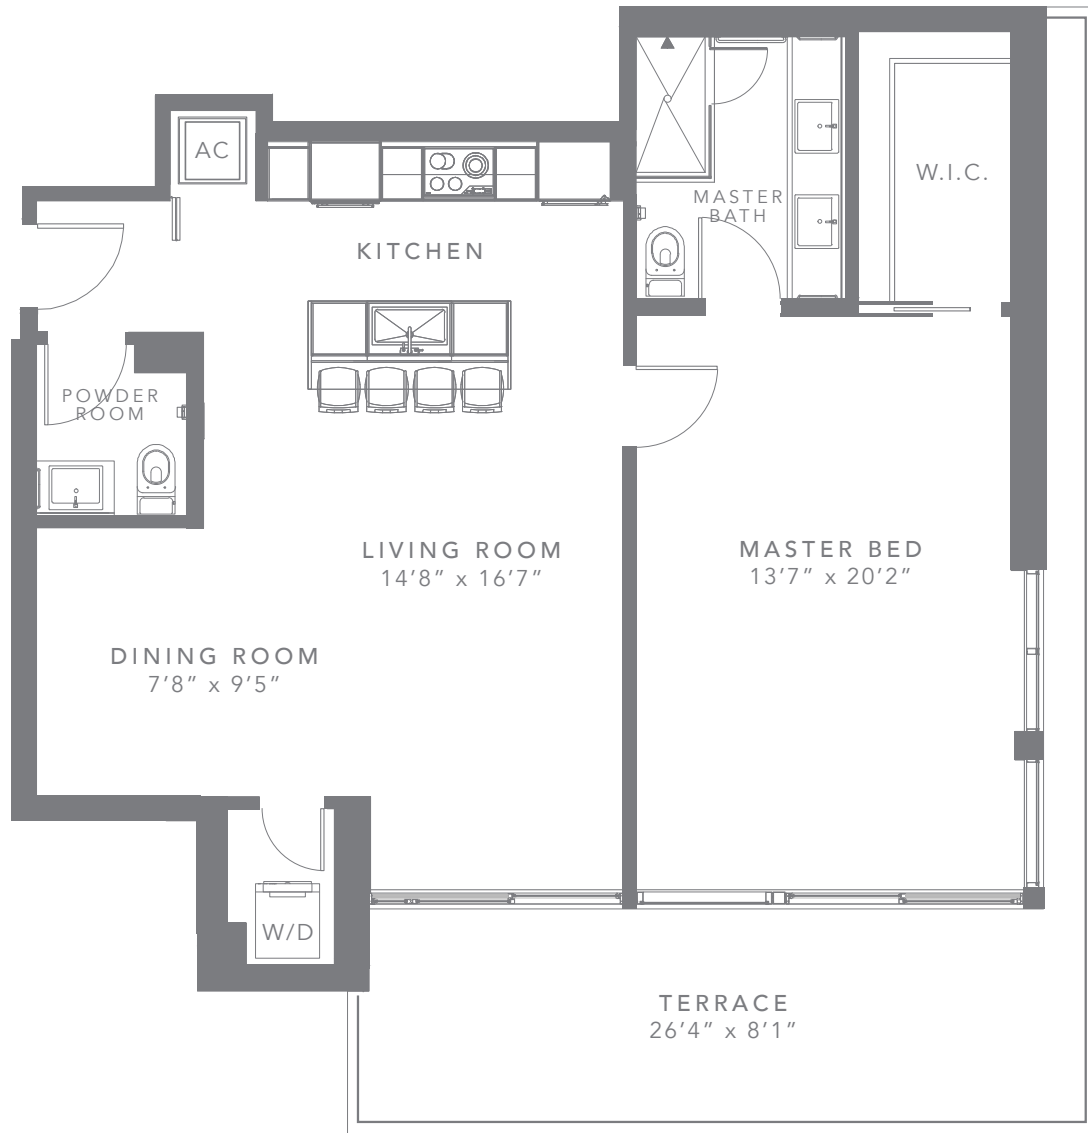 AC
W.I.C.
MASTER
BATH
KITCHEN
POWDER
ROOM
LIVING ROOM
14'8" x 16'7"
MASTER BED
13'7" x 20'2"
DINING ROOM
7'8" x 9'5"
W/D
TERRACE
26'4" x 8'1"